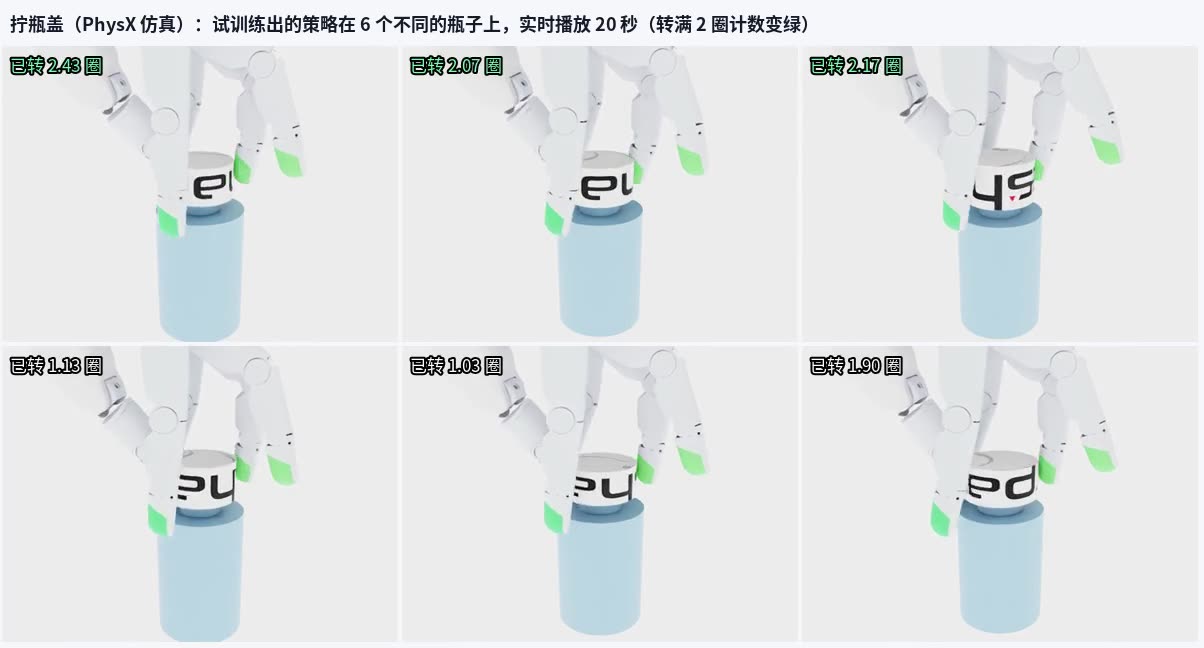 拧瓶盖（PhysX 仿真）：试训练出的策略在 6 个不同的瓶子上，实时播放 20 秒（转满 2 圈计数变绿）
已转 2.43 圈
已转 2.07 圈
已转 2.17 圈
已转 1.13 圈
已转 1.03 圈
已转 1.90 圈